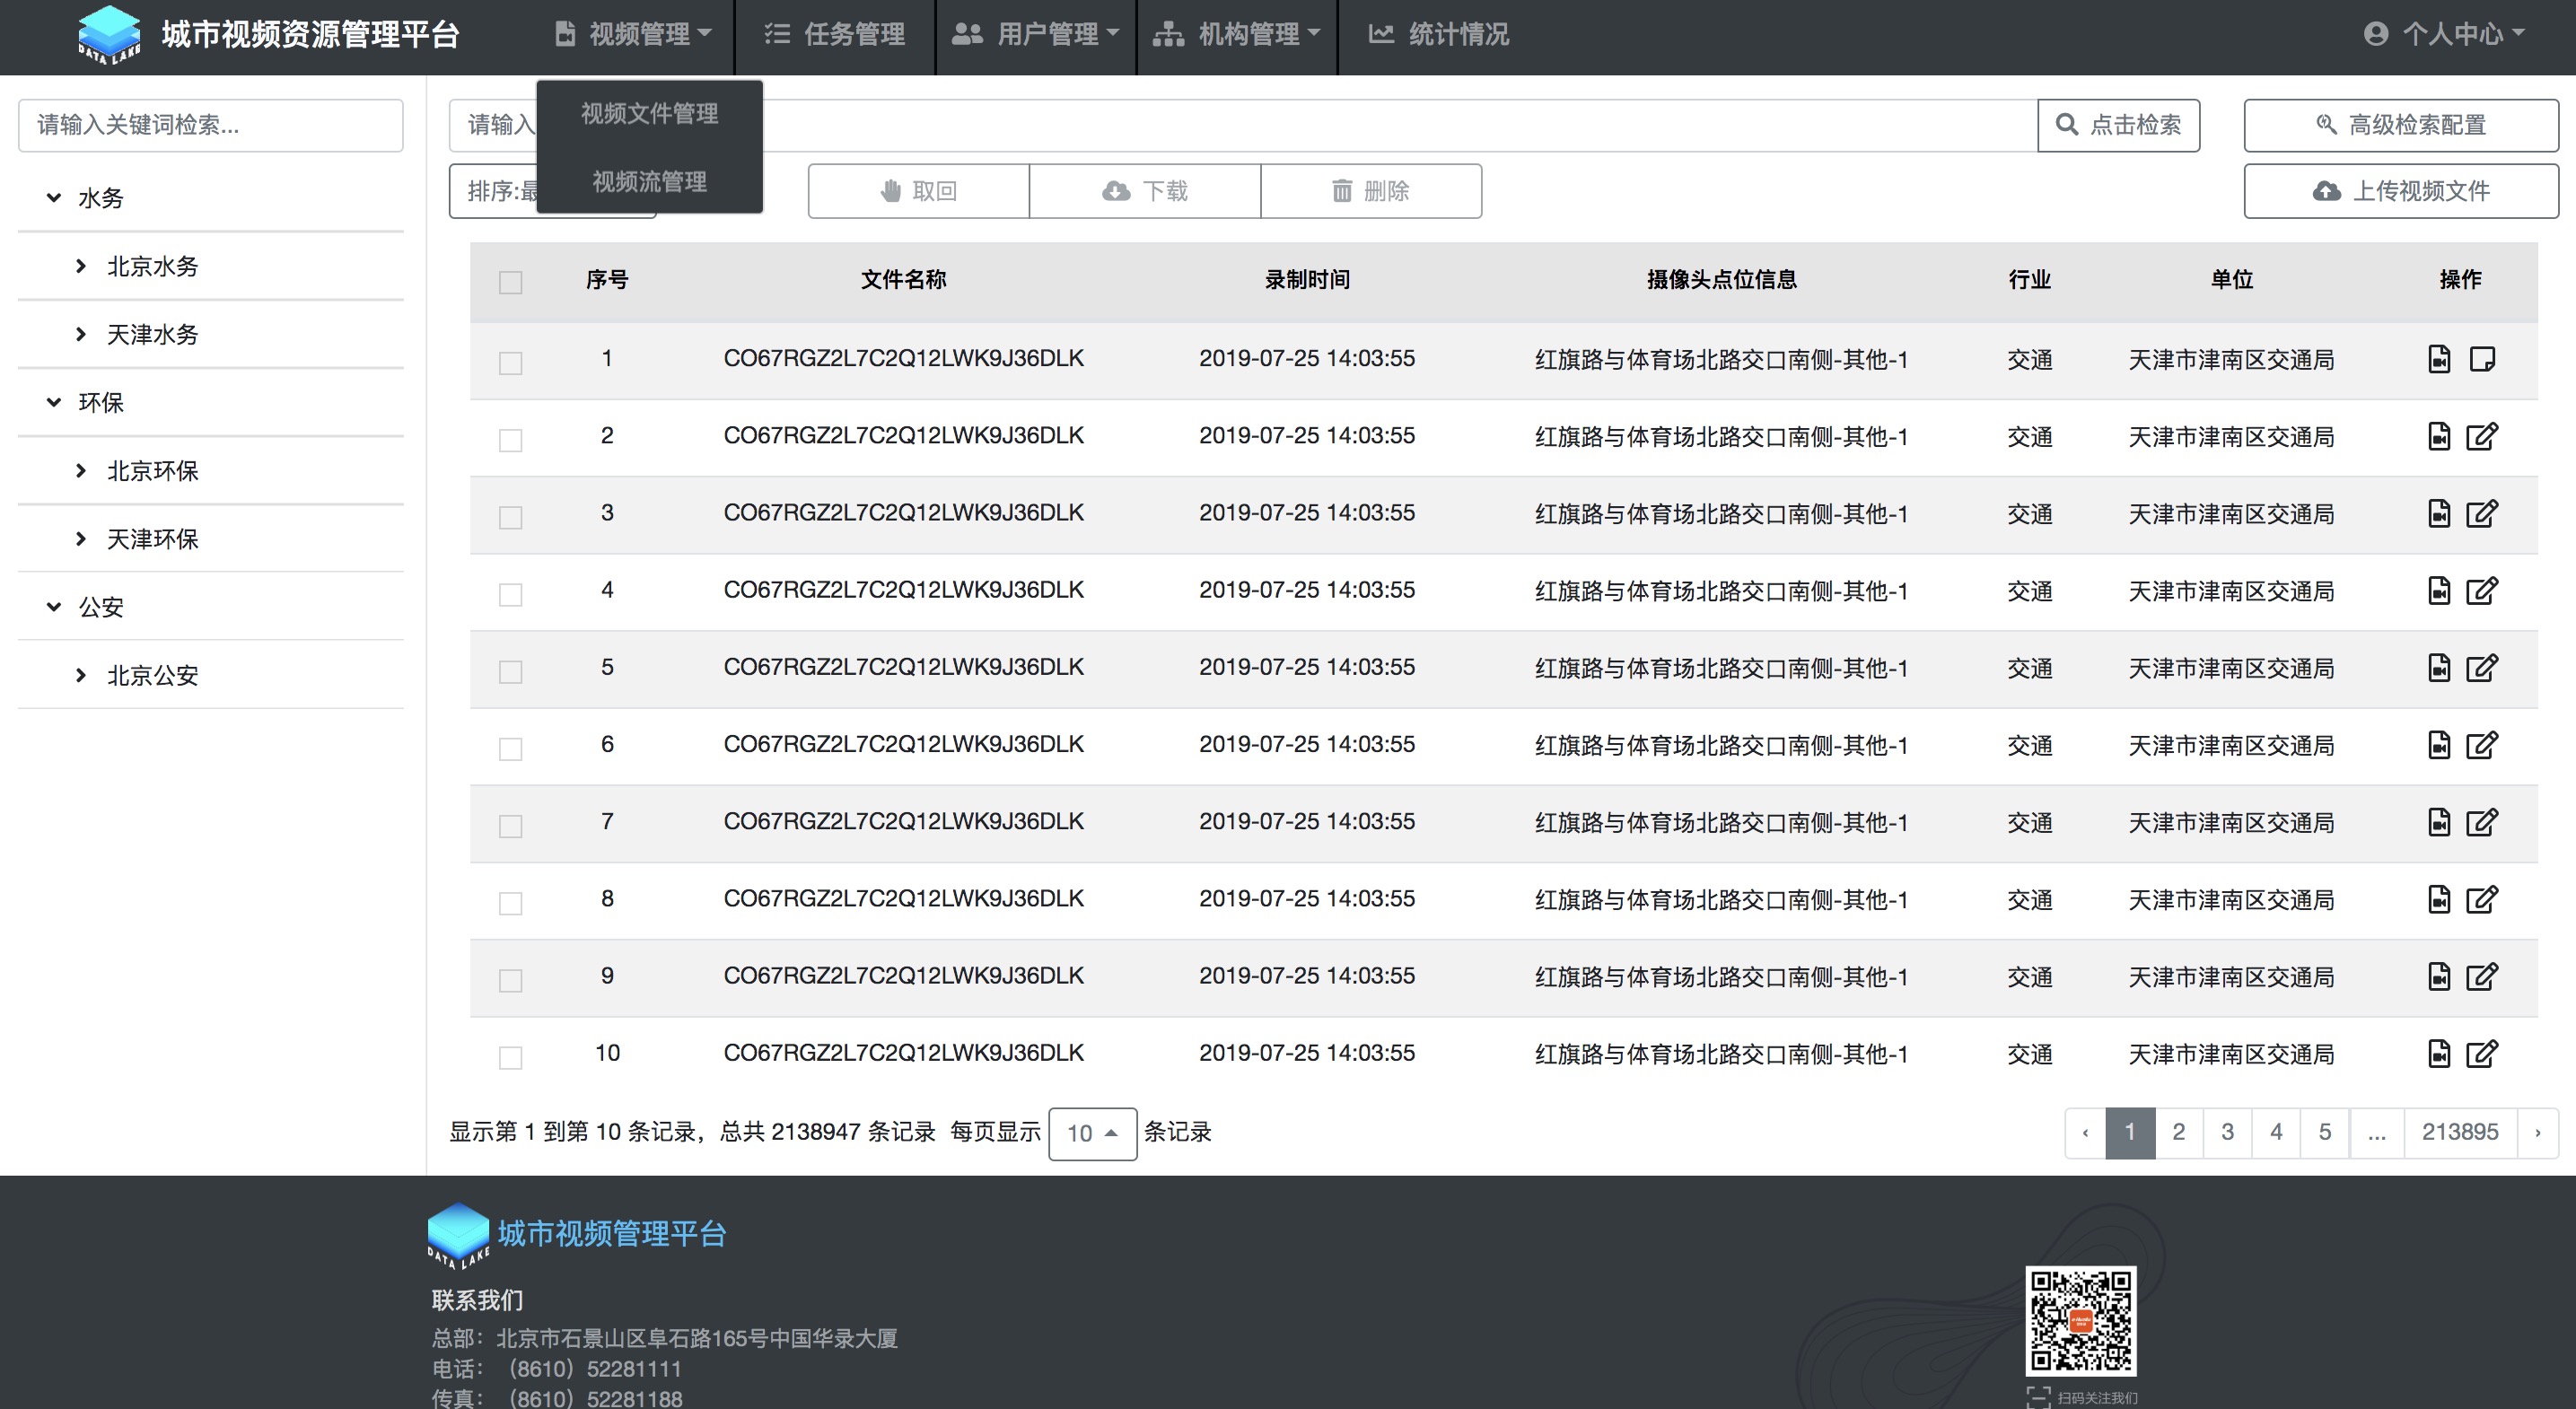 DATA LAKE 城市视频资源管理平台 视频管理 任务管理 用户管理 机构管理 统计情况 个人中心
视频文件管理
视频流管理
请输入关键词检索...
请输入 点击检索 高级检索配置
排序:最 取回 下载 删除 上传视频文件
水务
北京水务
天津水务
环保
北京环保
天津环保
公安
北京公安
序号 文件名称 录制时间 摄像头点位信息 行业 单位 操作
1 CO67RGZ2L7C2Q12LWK9J36DLK 2019-07-25 14:03:55 红旗路与体育场北路交口南侧-其他-1 交通 天津市津南区交通局
2 CO67RGZ2L7C2Q12LWK9J36DLK 2019-07-25 14:03:55 红旗路与体育场北路交口南侧-其他-1 交通 天津市津南区交通局
3 CO67RGZ2L7C2Q12LWK9J36DLK 2019-07-25 14:03:55 红旗路与体育场北路交口南侧-其他-1 交通 天津市津南区交通局
4 CO67RGZ2L7C2Q12LWK9J36DLK 2019-07-25 14:03:55 红旗路与体育场北路交口南侧-其他-1 交通 天津市津南区交通局
5 CO67RGZ2L7C2Q12LWK9J36DLK 2019-07-25 14:03:55 红旗路与体育场北路交口南侧-其他-1 交通 天津市津南区交通局
6 CO67RGZ2L7C2Q12LWK9J36DLK 2019-07-25 14:03:55 红旗路与体育场北路交口南侧-其他-1 交通 天津市津南区交通局
7 CO67RGZ2L7C2Q12LWK9J36DLK 2019-07-25 14:03:55 红旗路与体育场北路交口南侧-其他-1 交通 天津市津南区交通局
8 CO67RGZ2L7C2Q12LWK9J36DLK 2019-07-25 14:03:55 红旗路与体育场北路交口南侧-其他-1 交通 天津市津南区交通局
9 CO67RGZ2L7C2Q12LWK9J36DLK 2019-07-25 14:03:55 红旗路与体育场北路交口南侧-其他-1 交通 天津市津南区交通局
10 CO67RGZ2L7C2Q12LWK9J36DLK 2019-07-25 14:03:55 红旗路与体育场北路交口南侧-其他-1 交通 天津市津南区交通局
显示第 1 到第 10 条记录，总共 2138947 条记录 每页显示 10 条记录 ‹ 1 2 3 4 5 ... 213895 ›
DATA LAKE 城市视频管理平台
联系我们
总部：北京市石景山区阜石路165号中国华录大厦
电话：（8610）52281111
传真：（8610）52281188
扫码关注我们